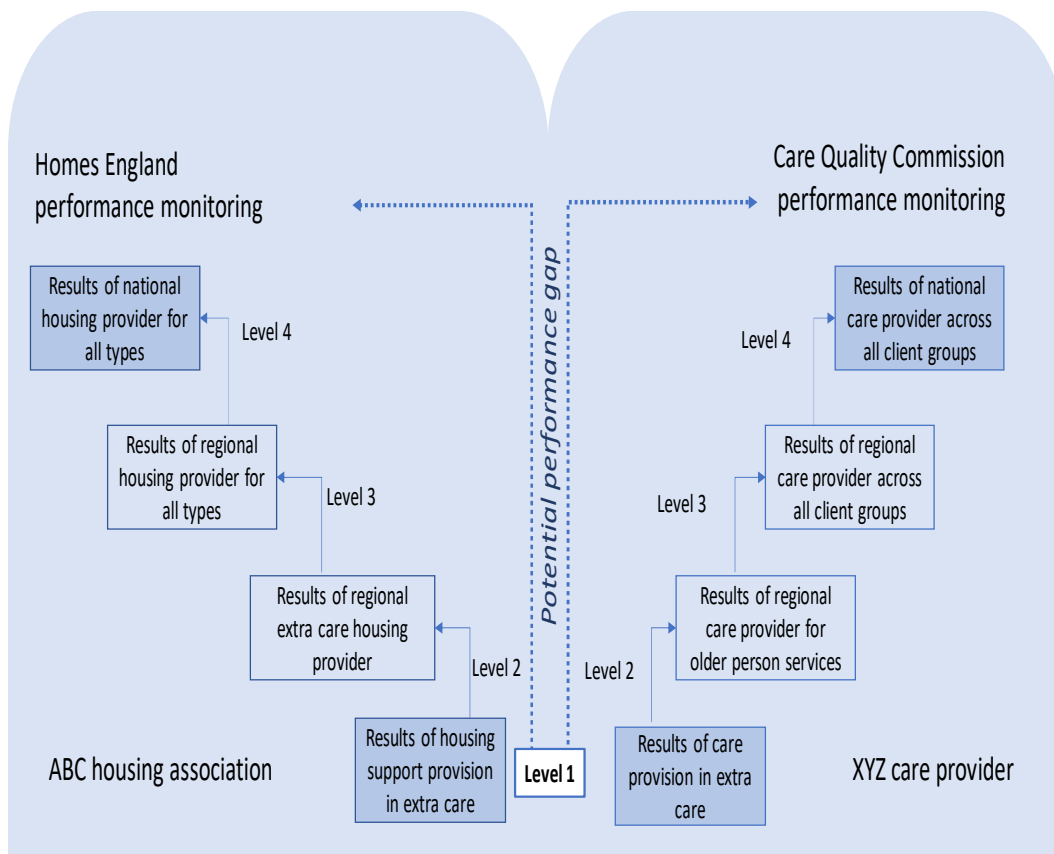 Homes England
performance monitoring
Care Quality Commission
performance monitoring
Potential performance gap
Results of national
housing provider for
all types
Level 4
Results of national
care provider across
all client groups
Level 4
Results of regional
housing provider for
all types
Level 3
Results of regional
care provider across
all client groups
Level 3
Results of regional
extra care housing
provider
Level 2
Results of regional
care provider for
older person services
Level 2
ABC housing association
Results of housing
support provision
in extra care
Level 1
Results of care
provision in extra
care
XYZ care provider